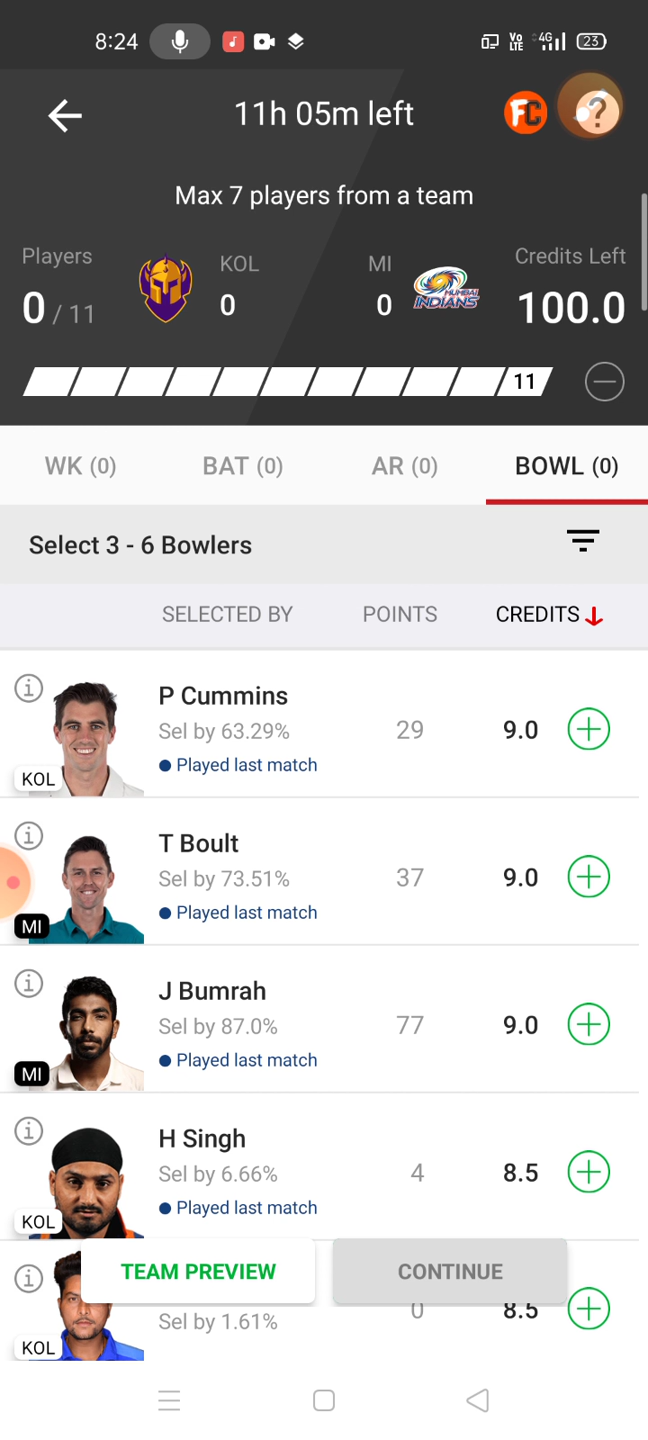 8:24
Vo LTE 4G 23
11h 05m left
FC ?
Max 7 players from a team
Players KOL MI Credits Left
0 / 11 0 0 100.0
MUMBAI INDIANS
11
WK (0) BAT (0) AR (0) BOWL (0)
Select 3 - 6 Bowlers
SELECTED BY POINTS CREDITS
P Cummins
Sel by 63.29% 29 9.0
Played last match
KOL
T Boult
Sel by 73.51% 37 9.0
Played last match
MI
J Bumrah
Sel by 87.0% 77 9.0
Played last match
MI
H Singh
Sel by 6.66% 4 8.5
Played last match
KOL
TEAM PREVIEW CONTINUE
Sel by 1.61% 0 8.5
KOL